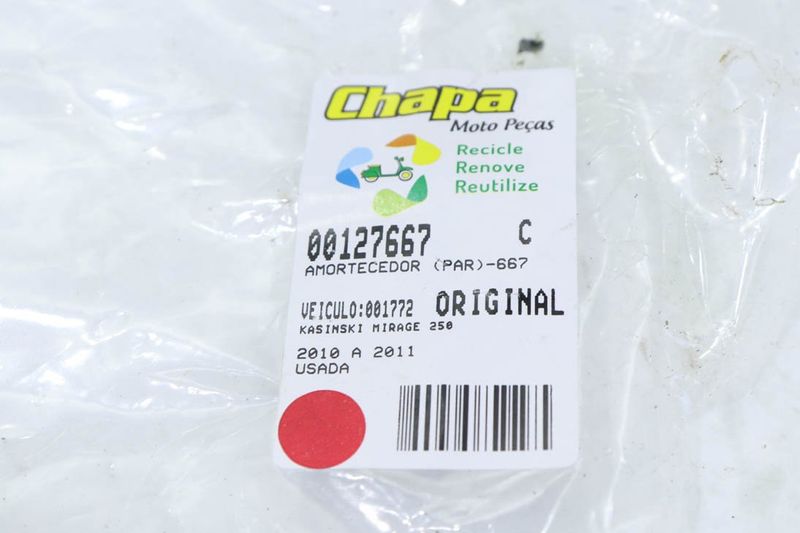 Chapa
Moto Peças
Recicle
Renove
Reutilize
00127667 C
AMORTECEDOR (PAR)-667
VEICULO:001772 ORIGINAL
KASINSKI MIRAGE 250
2010 A 2011
USADA